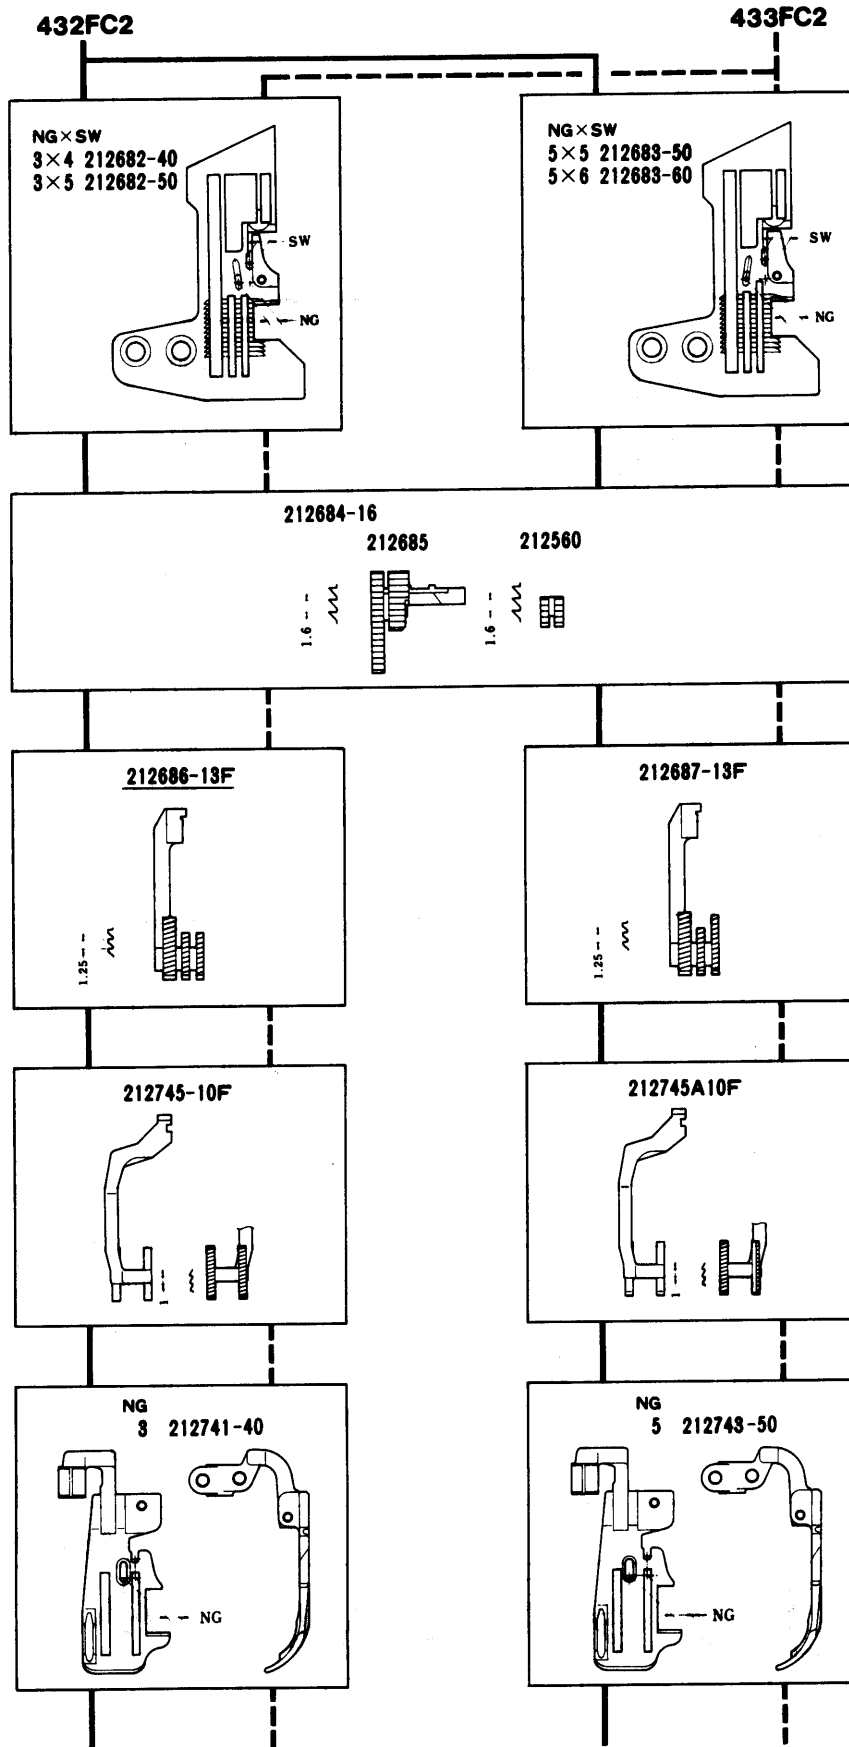 432FC2
433FC2
NG×SW
3×4 212682-40
3×5 212682-50
SW
NG
NG×SW
5×5 212683-50
5×6 212683-60
SW
NG
212684-16
212685
212560
1.6
1.6
212686-13F
1.25
212687-13F
1.25
212745-10F
1
212745A10F
1
NG
3 212741-40
NG
NG
5 212743-50
NG